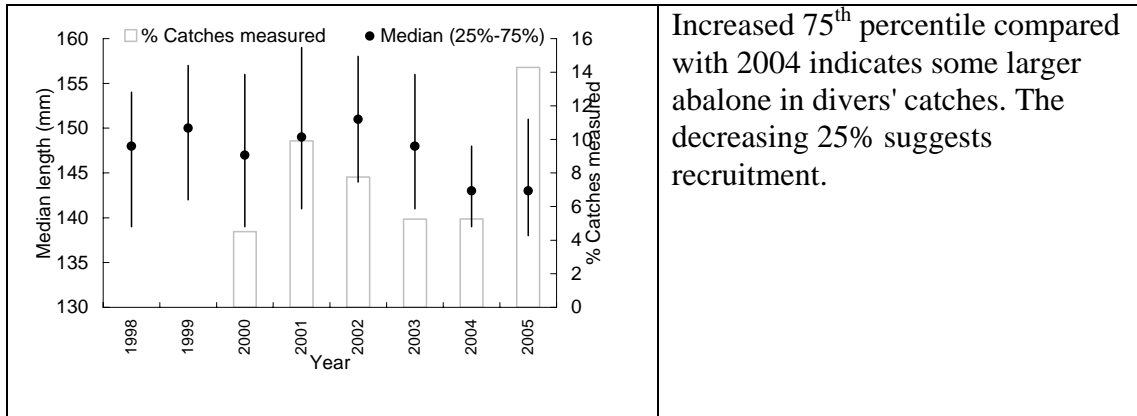 % Catches measured
Median (25%-75%)
160
155
150
145
140
135
130
Median length (mm)
16
14
12
10
8
6
4
2
0
% Catches measured
1998
1999
2000
2001
2002
2003
2004
2005
Year
Increased 75th percentile compared
with 2004 indicates some larger
abalone in divers' catches. The
decreasing 25% suggests
recruitment.